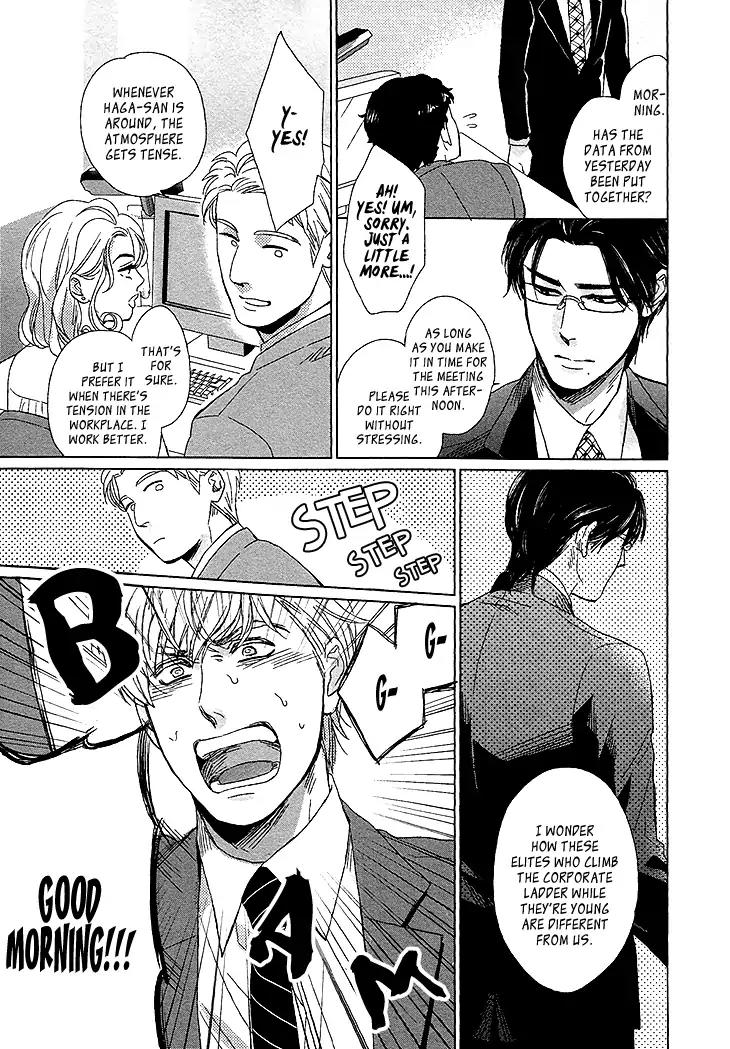 MOR-
NING.
HAS THE
DATA FROM
YESTERDAY
BEEN PUT
TOGETHER?
AH!
YES! UM,
SORRY.
JUST A
LITTLE
MORE...!
AS LONG
AS YOU MAKE
IT IN TIME FOR
THE MEETING
THIS AFTER-
NOON.
PLEASE
DO IT RIGHT
WITHOUT
STRESSING.
Y-
YES!
WHENEVER
HAGA-SAN IS
AROUND, THE
ATMOSPHERE
GETS TENSE.
THAT'S
FOR
SURE.
BUT I
PREFER IT
WHEN THERE'S
TENSION IN THE
WORKPLACE. I
WORK BETTER.
I WONDER
HOW THESE
ELITES WHO CLIMB
THE CORPORATE
LADDER WHILE
THEY'RE YOUNG
ARE DIFFERENT
FROM US.
STEP
STEP
STEP
G-
G-
BAM
GOOD
MORNING!!!